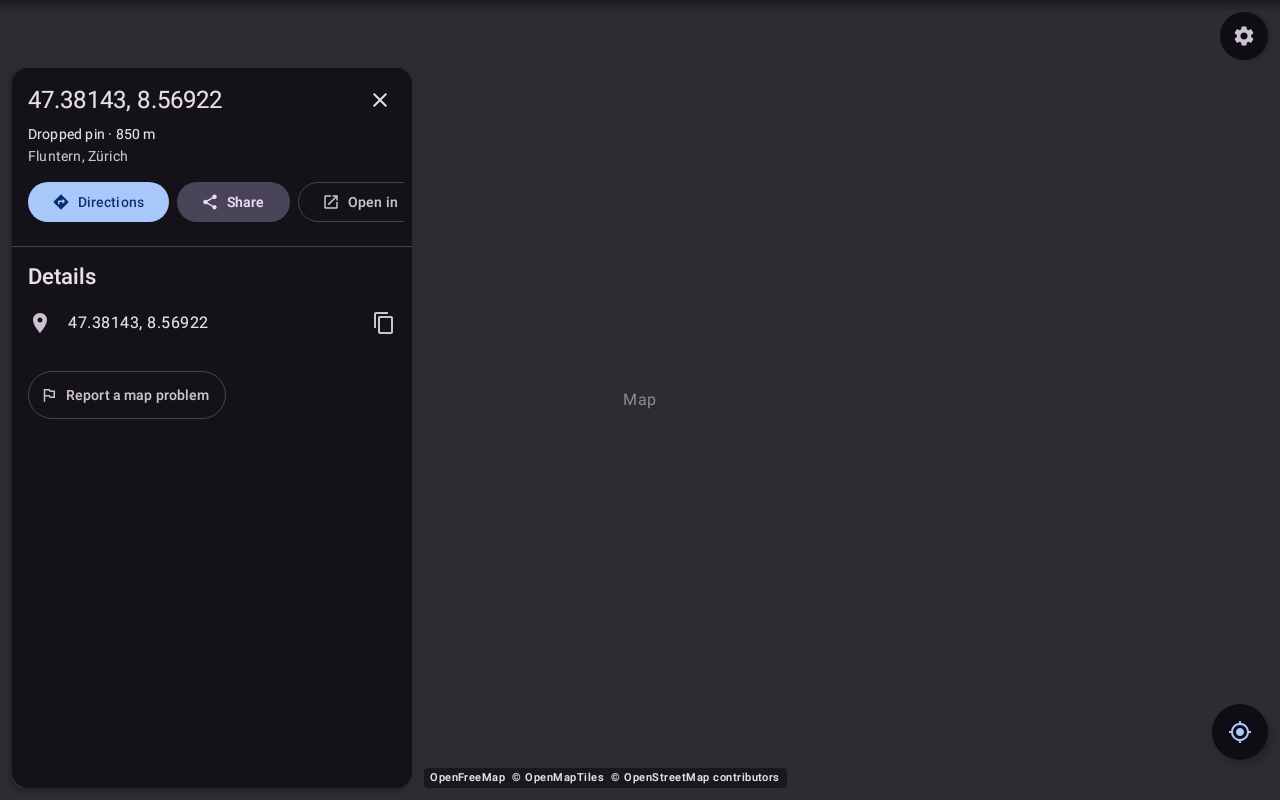 47.38143, 8.56922
Dropped pin · 850 m
Fluntern, Zürich
Directions
Share
Open in
Details
47.38143, 8.56922
Report a map problem
Map
OpenFreeMap © OpenMapTiles © OpenStreetMap contributors